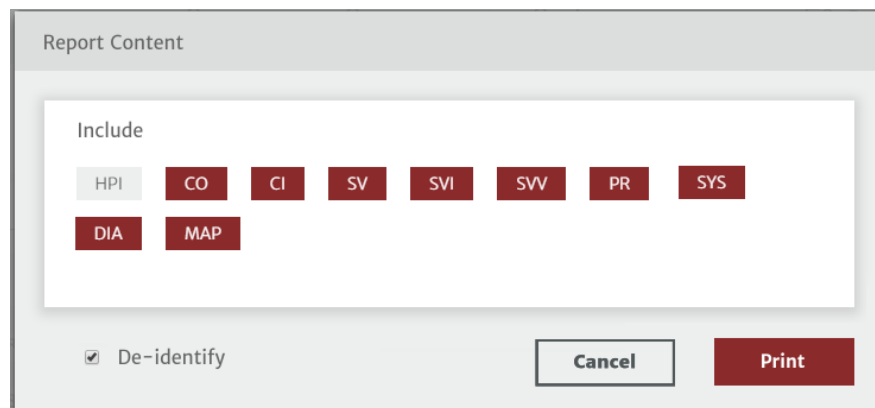 Report Content
Include
HPI CO CI SV SVI SVV PR SYS
DIA MAP
De-identify Cancel Print